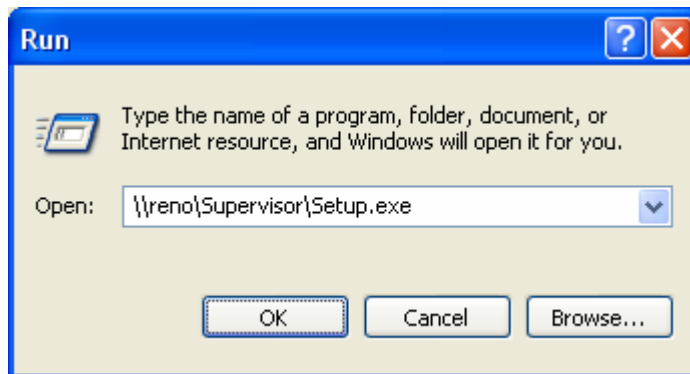 Run
Type the name of a program, folder, document, or
Internet resource, and Windows will open it for you.
Open: \\reno\Supervisor\Setup.exe
OK Cancel Browse...